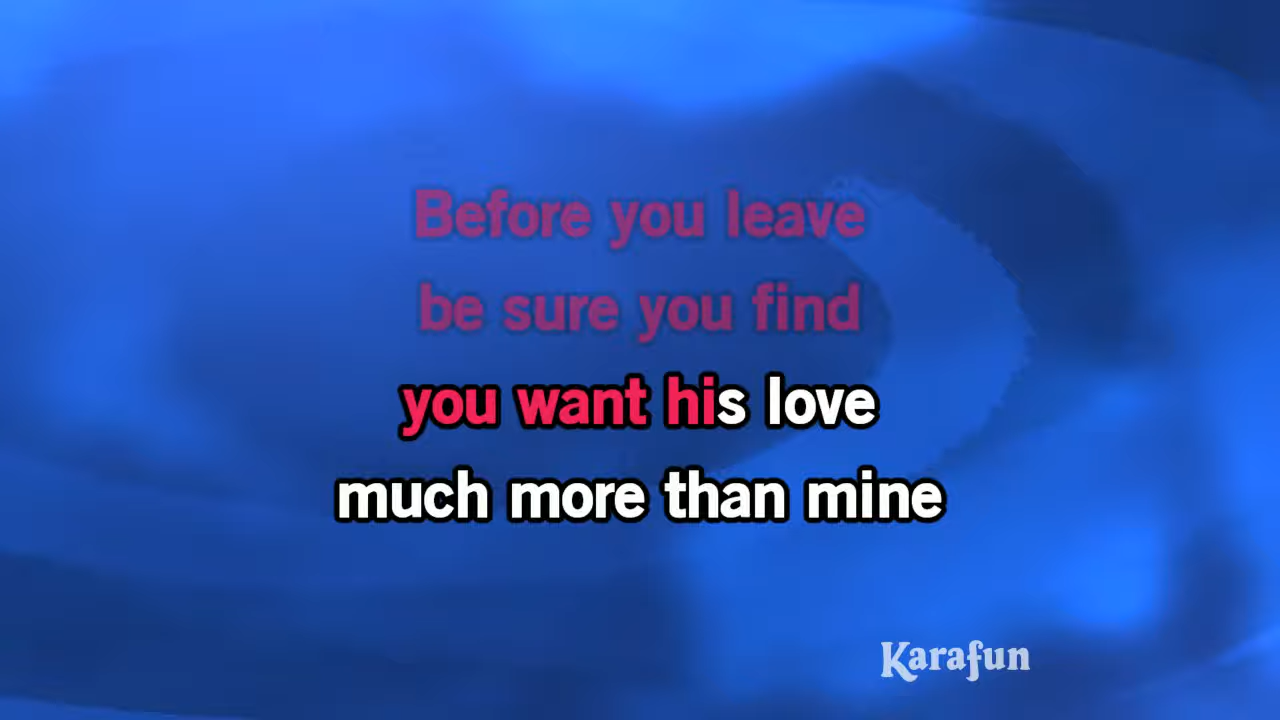 Before you leave
be sure you find
you want his love
much more than mine
Karafun